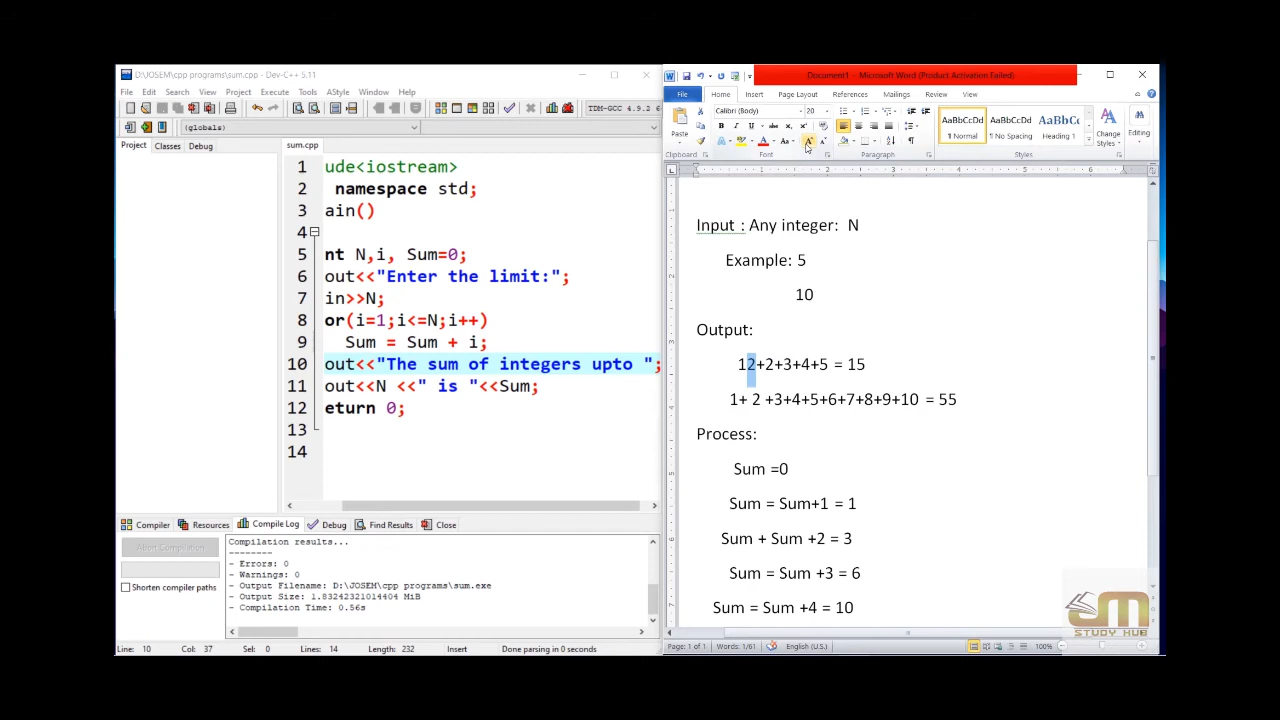 D:\JOSEM\cpp programs\sum.cpp - Dev-C++ 5.11
File Edit Search View Project Execute Tools AStyle Window Help
TDM-GCC 4.9.2 6
(globals)
Project Classes Debug
sum.cpp
1 ude<iostream>
2 namespace std;
3 ain()
4
5 nt N,i, Sum=0;
6 out<<"Enter the limit:";
7 in>>N;
8 or(i=1;i<=N;i++)
9 Sum = Sum + i;
10 out<<"The sum of integers upto ";
11 out<<N <<" is "<<Sum;
12 eturn 0;
13
14
Compiler Resources Compile Log Debug Find Results Close
Abort Compilation
Shorten compiler paths
Compilation results...
--------
- Errors: 0
- Warnings: 0
- Output Filename: D:\JOSEM\cpp programs\sum.exe
- Output Size: 1.83242321014404 MiB
- Compilation Time: 0.56s
Line: 10 Col: 37 Sel: 0 Lines: 14 Length: 232 Insert Done parsing in 0 seconds
Document1 - Microsoft Word (Product Activation Failed)
File Home Insert Page Layout References Mailings Review View
Calibri (Body) 20
Paste
AaBbCcDd AaBbCcDd AaBbC
¶ Normal ¶ No Spacing Heading 1
Change Styles
Editing
Clipboard Font Paragraph Styles
Input : Any integer: N
Example: 5
10
Output:
12+2+3+4+5 = 15
1+ 2 +3+4+5+6+7+8+9+10 = 55
Process:
Sum =0
Sum = Sum+1 = 1
Sum + Sum +2 = 3
Sum = Sum +3 = 6
Sum = Sum +4 = 10
JM
STUDY HUB
Page: 1 of 1 Words: 1/61 English (U.S.) 100%